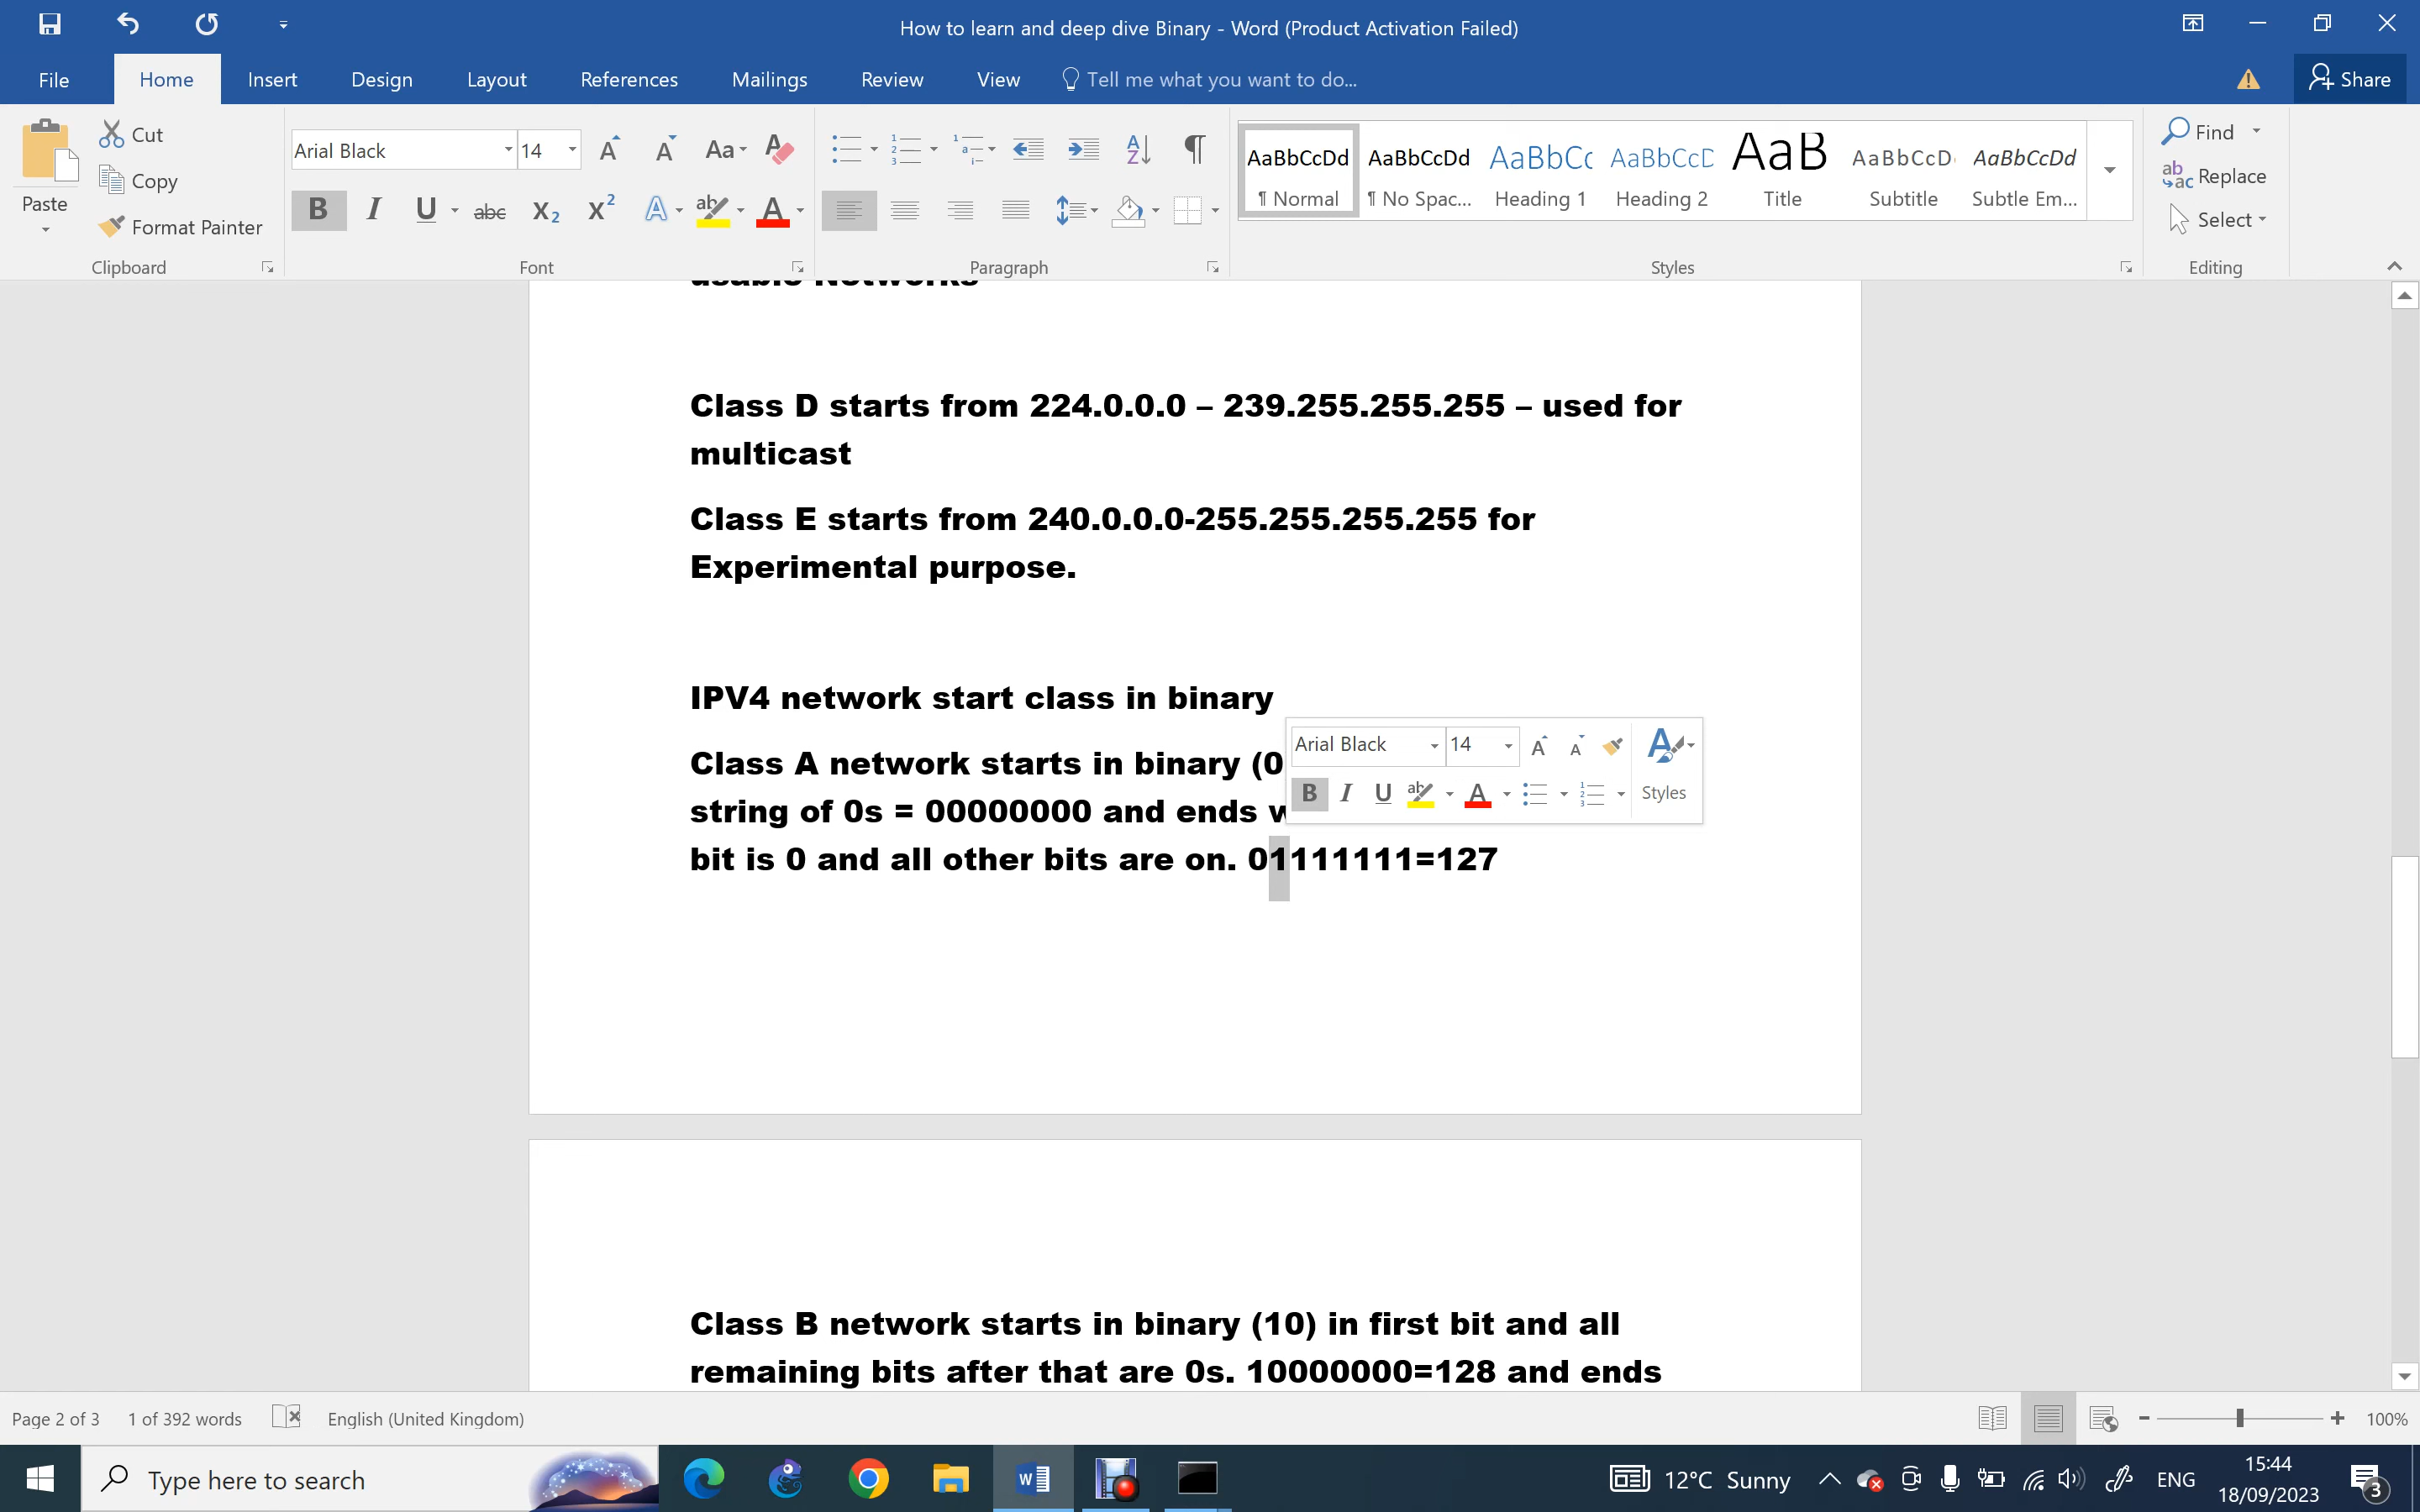 How to learn and deep dive Binary - Word (Product Activation Failed)
File Home Insert Design Layout References Mailings Review View Tell me what you want to do... Share
Paste
Cut
Copy
Format Painter
Clipboard
Arial Black 14
Font
Paragraph
AaBbCcDd AaBbCcDd AaBbCc AaBbCcD AaB AaBbCcD AaBbCcDd
¶ Normal ¶ No Spac... Heading 1 Heading 2 Title Subtitle Subtle Em...
Styles
Find
Replace
Select
Editing
usable Networks
Class D starts from 224.0.0.0 – 239.255.255.255 – used for
multicast
Class E starts from 240.0.0.0-255.255.255.255 for
Experimental purpose.
IPV4 network start class in binary
Class A network starts in binary (0
string of 0s = 00000000 and ends
bit is 0 and all other bits are on. 01111111=127
Arial Black 14
Styles
Class B network starts in binary (10) in first bit and all
remaining bits after that are 0s. 10000000=128 and ends
Page 2 of 3 1 of 392 words English (United Kingdom) 100%
Type here to search
12°C Sunny
ENG
15:44
18/09/2023
3